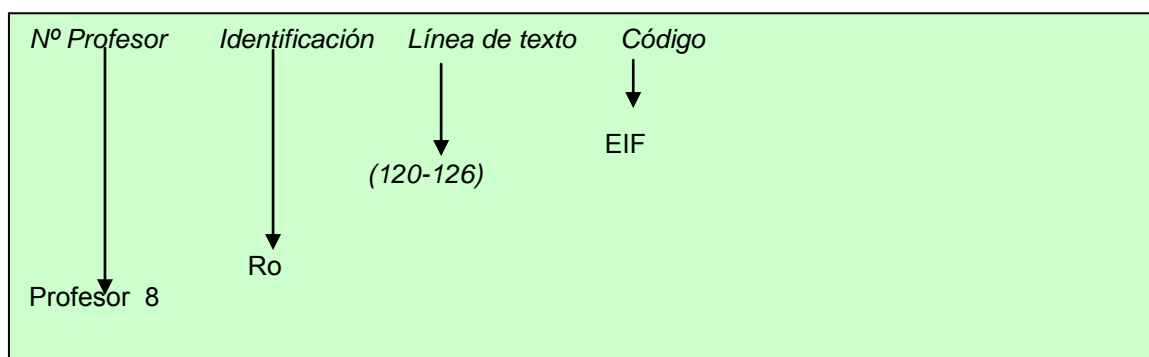 Nº Profesor Identificación Línea de texto Código
EIF
(120-126)
Ro
Profesor 8